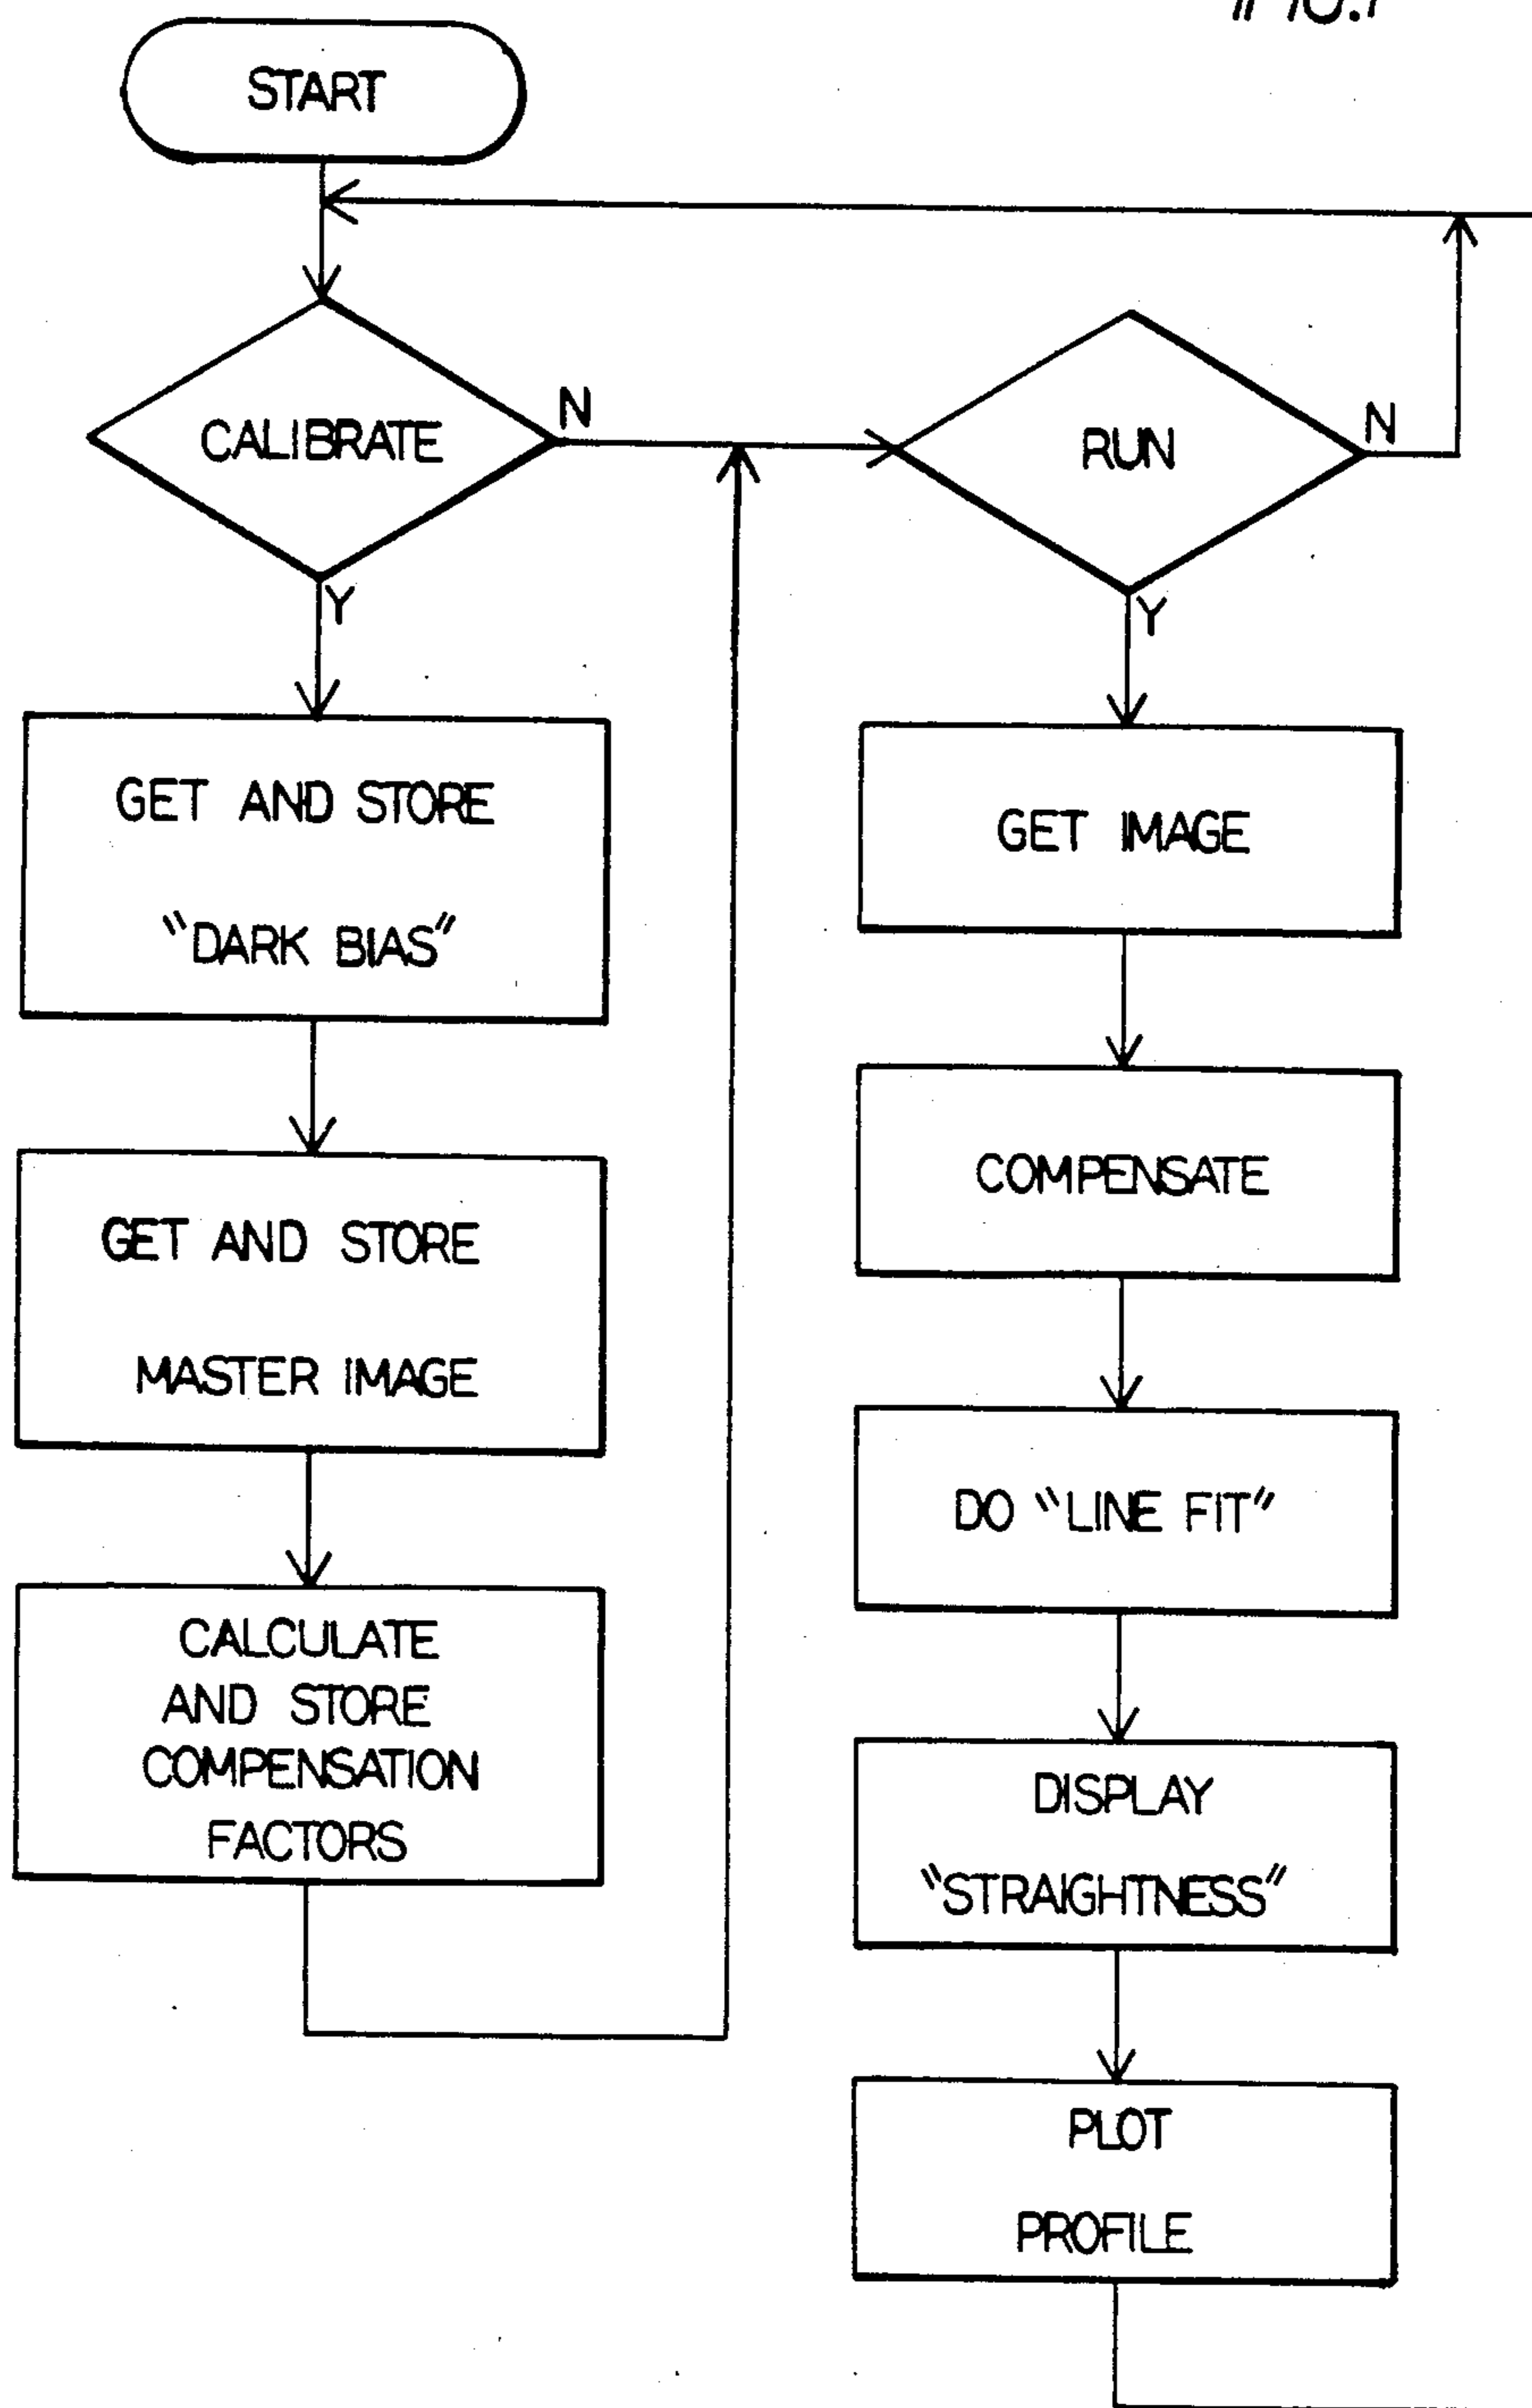 START
CALIBRATE
N
Y
GET AND STORE
"DARK BIAS"
GET AND STORE
MASTER IMAGE
CALCULATE
AND STORE
COMPENSATION
FACTORS
RUN
N
Y
GET IMAGE
COMPENSATE
DO "LINE FIT"
DISPLAY
"STRAIGHTNESS"
PLOT
PROFILE